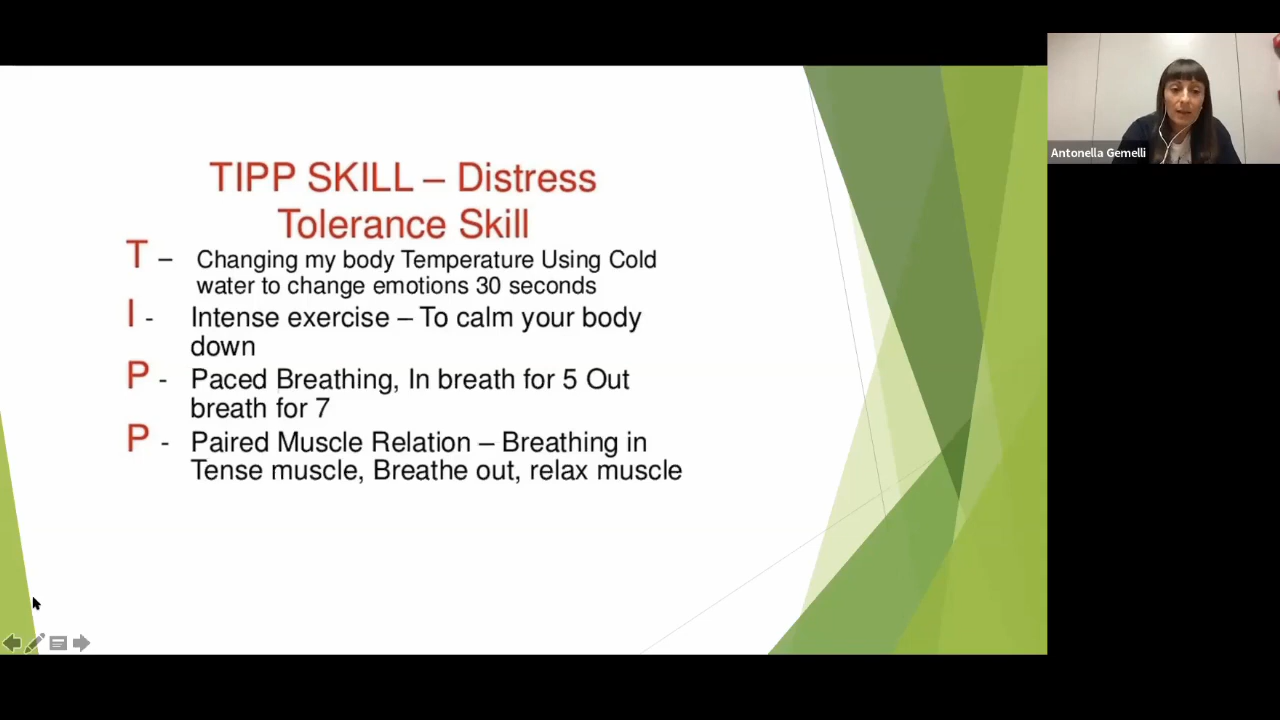 TIPP SKILL – Distress
Tolerance Skill
T – Changing my body Temperature Using Cold
water to change emotions 30 seconds
I - Intense exercise – To calm your body
down
P - Paced Breathing, In breath for 5 Out
breath for 7
P - Paired Muscle Relation – Breathing in
Tense muscle, Breathe out, relax muscle
Antonella Gemelli